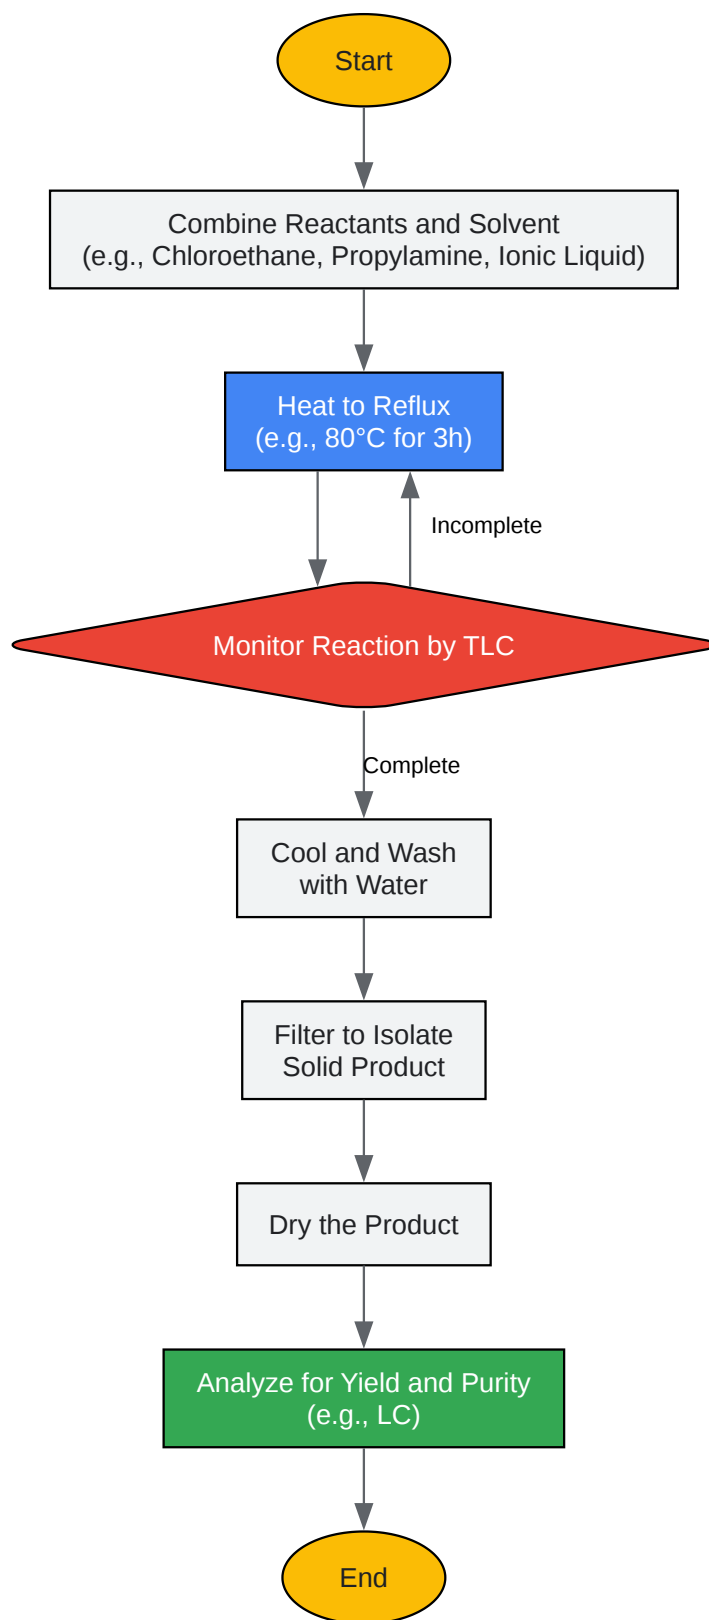 Start
Combine Reactants and Solvent
(e.g., Chloroethane, Propylamine, Ionic Liquid)
Heat to Reflux
(e.g., 80°C for 3h)
Incomplete
Monitor Reaction by TLC
Complete
Cool and Wash
with Water
Filter to Isolate
Solid Product
Dry the Product
Analyze for Yield and Purity
(e.g., LC)
End